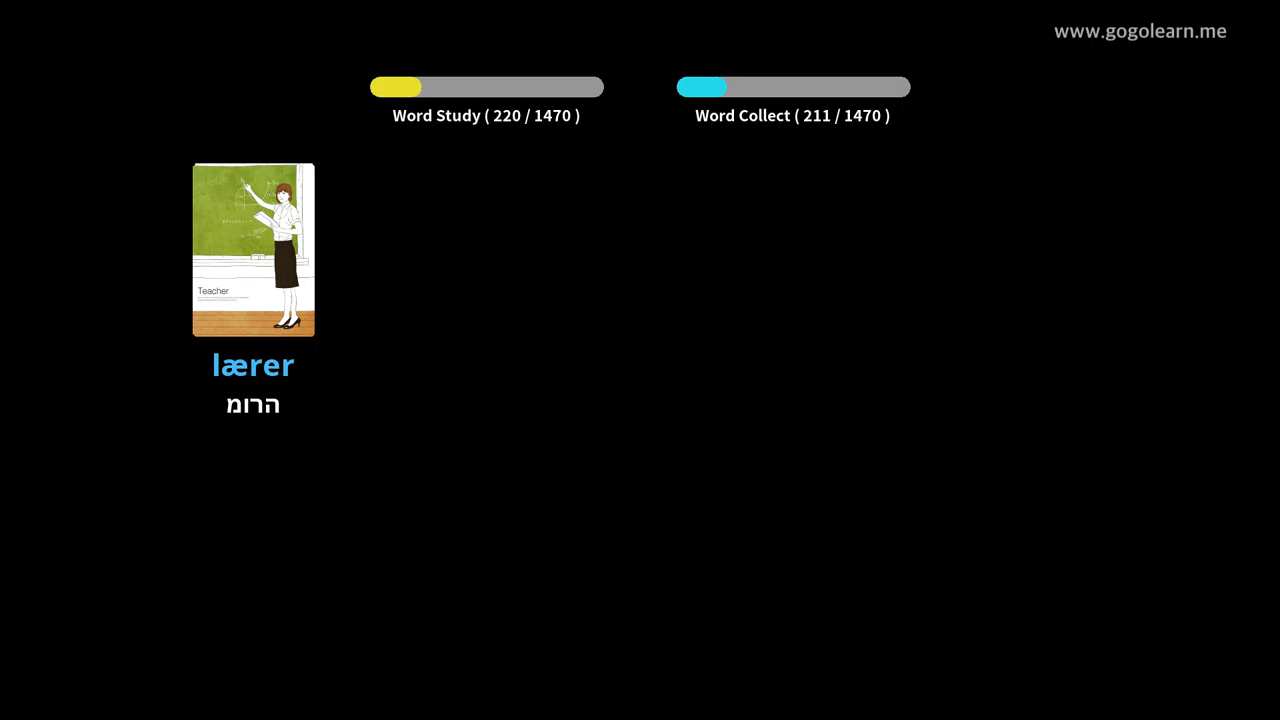 www.gogolearn.me
Word Study ( 220 / 1470 )
Word Collect ( 211 / 1470 )
Teacher
lærer
מורה